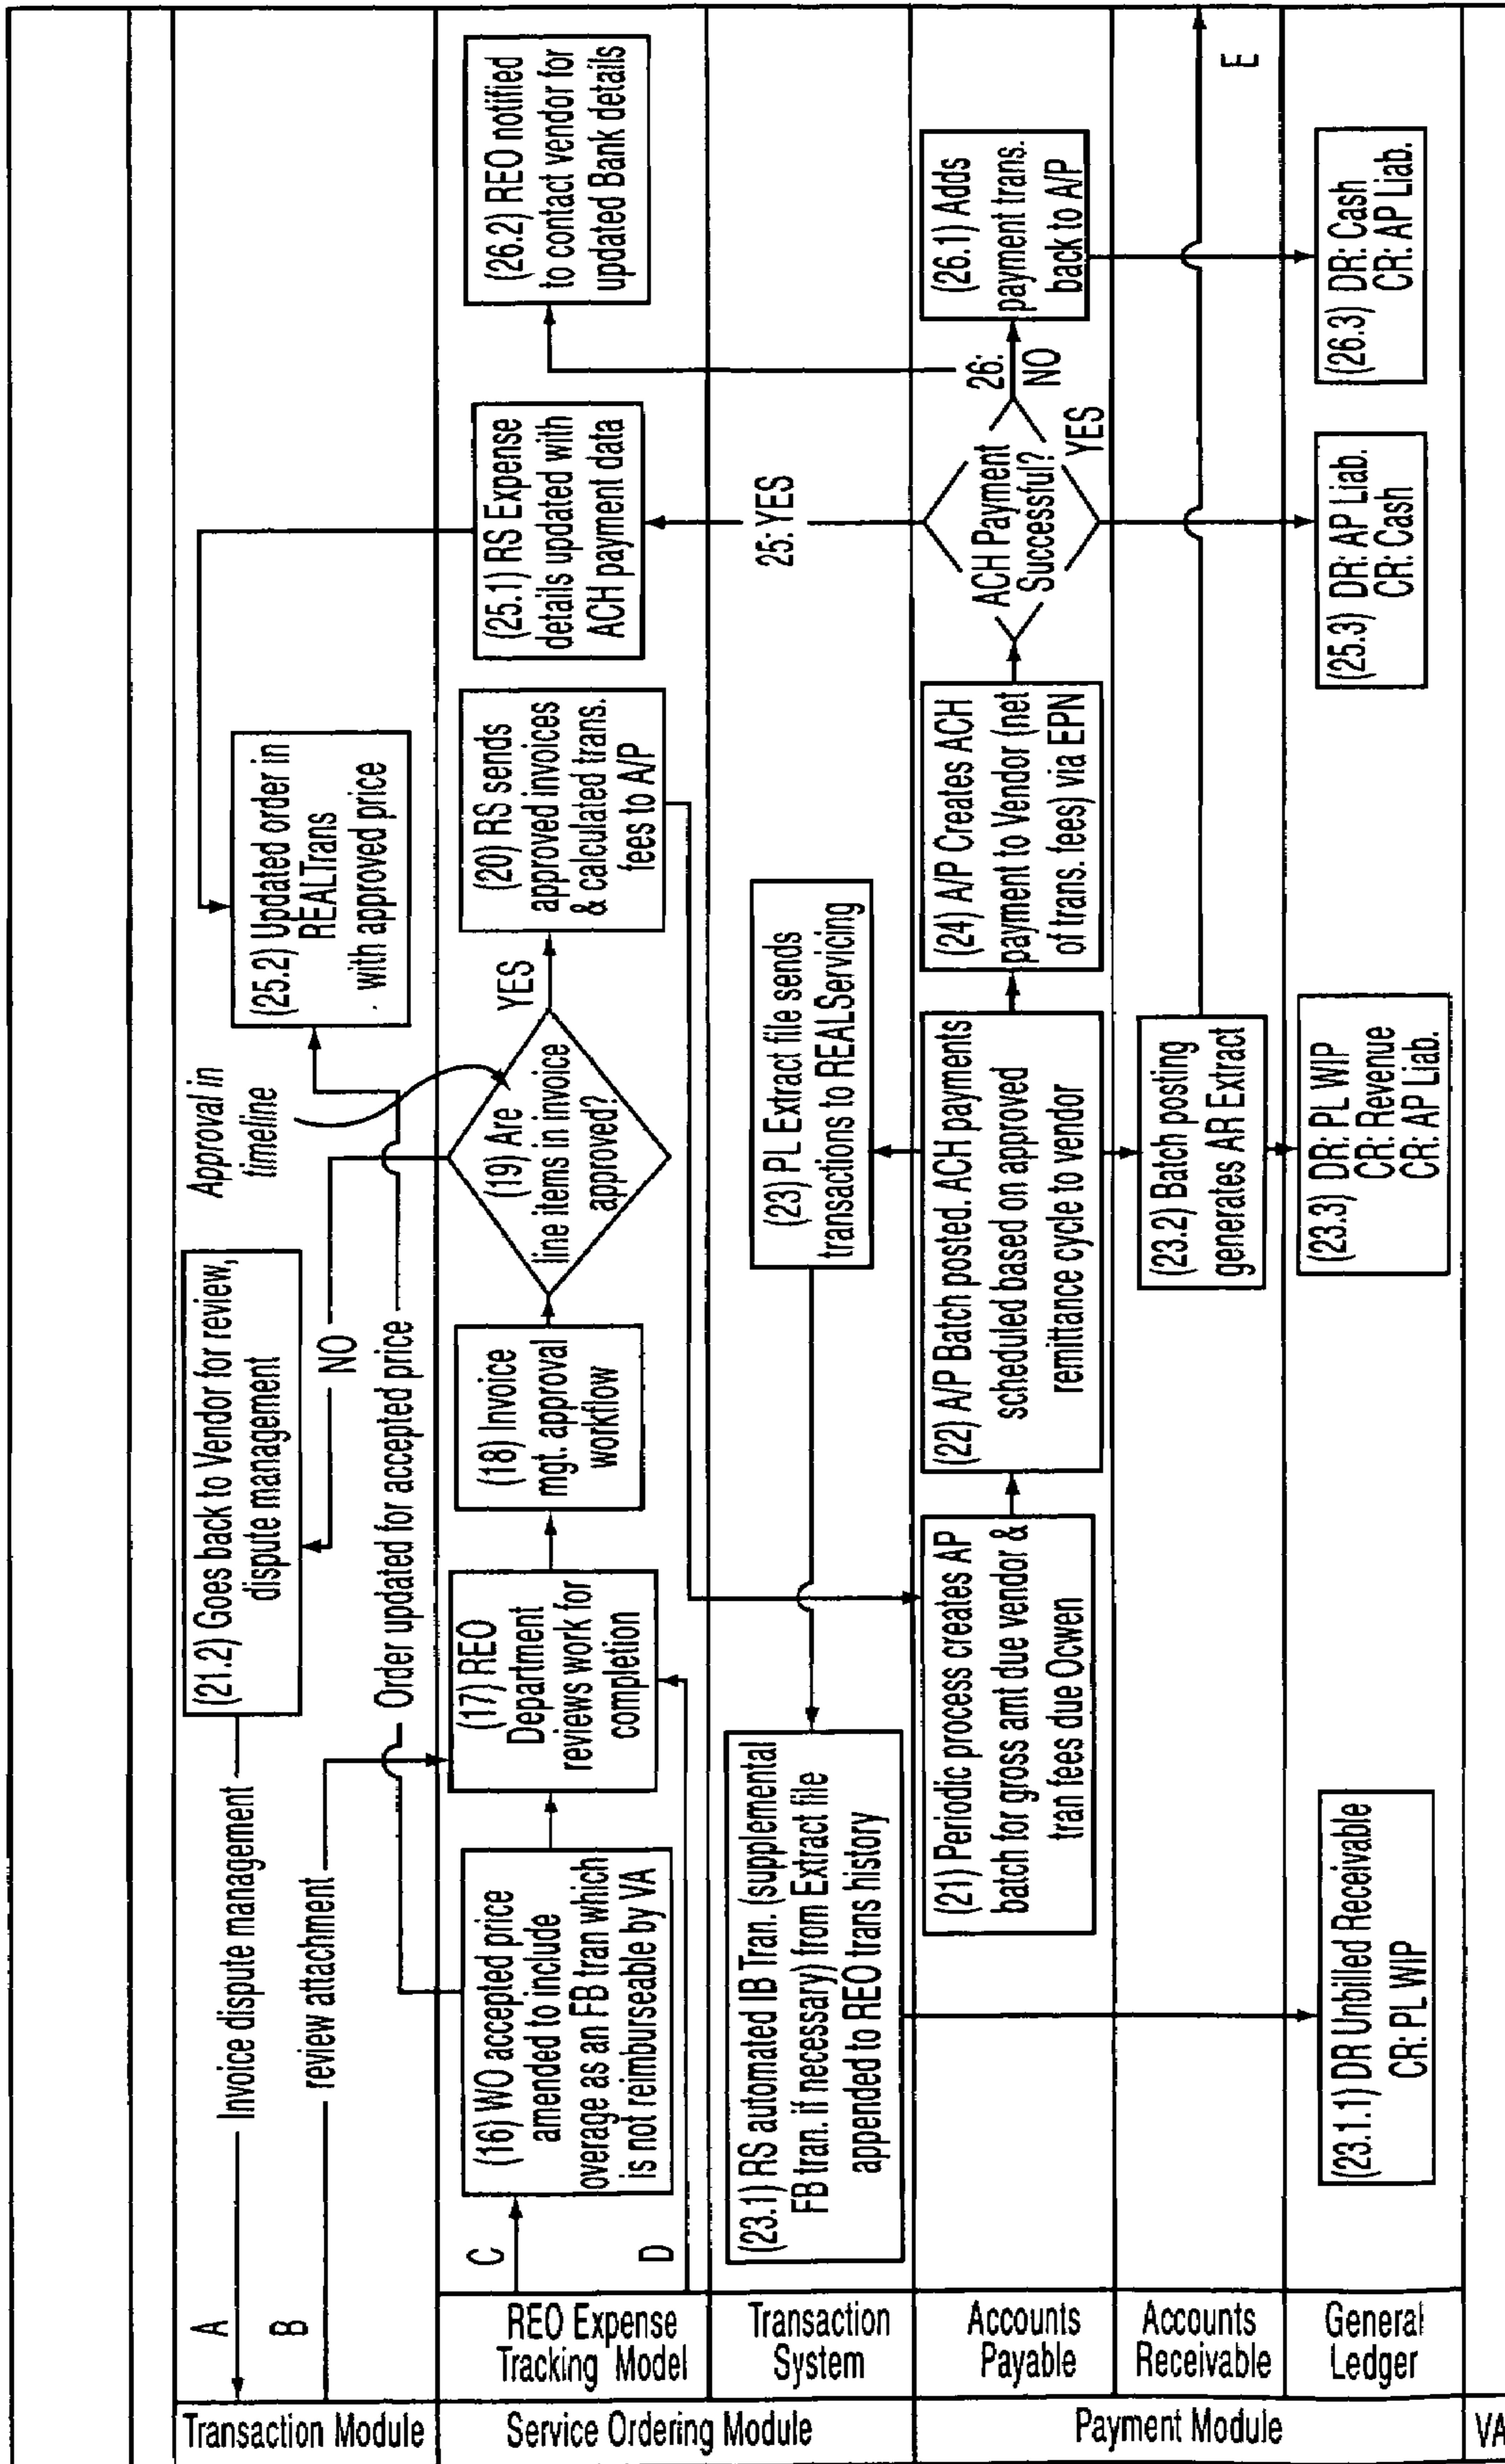 Transaction Module
A
Invoice dispute management
(21.2) Goes back to Vendor for review,
dispute management
B
review attachment
Order updated for accepted price
NO
Approval in
timeline
(25.2) Updated order in
REALTrans
with approved price
Service Ordering Module
REO Expense
Tracking Model
C
D
(16) WO accepted price
amended to include
overage as an FB tran which
is not reimburseable by VA
(17) REO
Department
reviews work for
completion
(18) Invoice
mgt. approval
workflow
(19) Are
line items in invoice
approved?
YES
(20) RS sends
approved invoices
& calculated trans.
fees to A/P
(25.1) RS Expense
details updated with
ACH payment data
(26.2) REO notified
to contact vendor for
updated Bank details
Transaction
System
(23.1) RS automated IB Tran. (supplemental
FB tran. if necessary) from Extract file
appended to REO trans history
(23) PL Extract file sends
transactions to REALServicing
25: YES
Payment Module
Accounts
Payable
(21) Periodic process creates AP
batch for gross amt due vendor &
tran fees due Ocwen
(22) A/P Batch posted. ACH payments
scheduled based on approved
remittance cycle to vendor
(24) A/P Creates ACH
payment to Vendor (net
of trans. fees) via EPN
ACH Payment
Successful?
YES
26:
NO
(26.1) Adds
payment trans.
back to A/P
Accounts
Receivable
(23.2) Batch posting
generates AR Extract
E
General
Ledger
(23.1.1) DR Unbilled Receivable
CR: PL WIP
(23.3) DR: PL WIP
CR: Revenue
CR: AP Liab.
(25.3) DR: AP Liab.
CR: Cash
(26.3) DR: Cash
CR: AP Liab.
VA